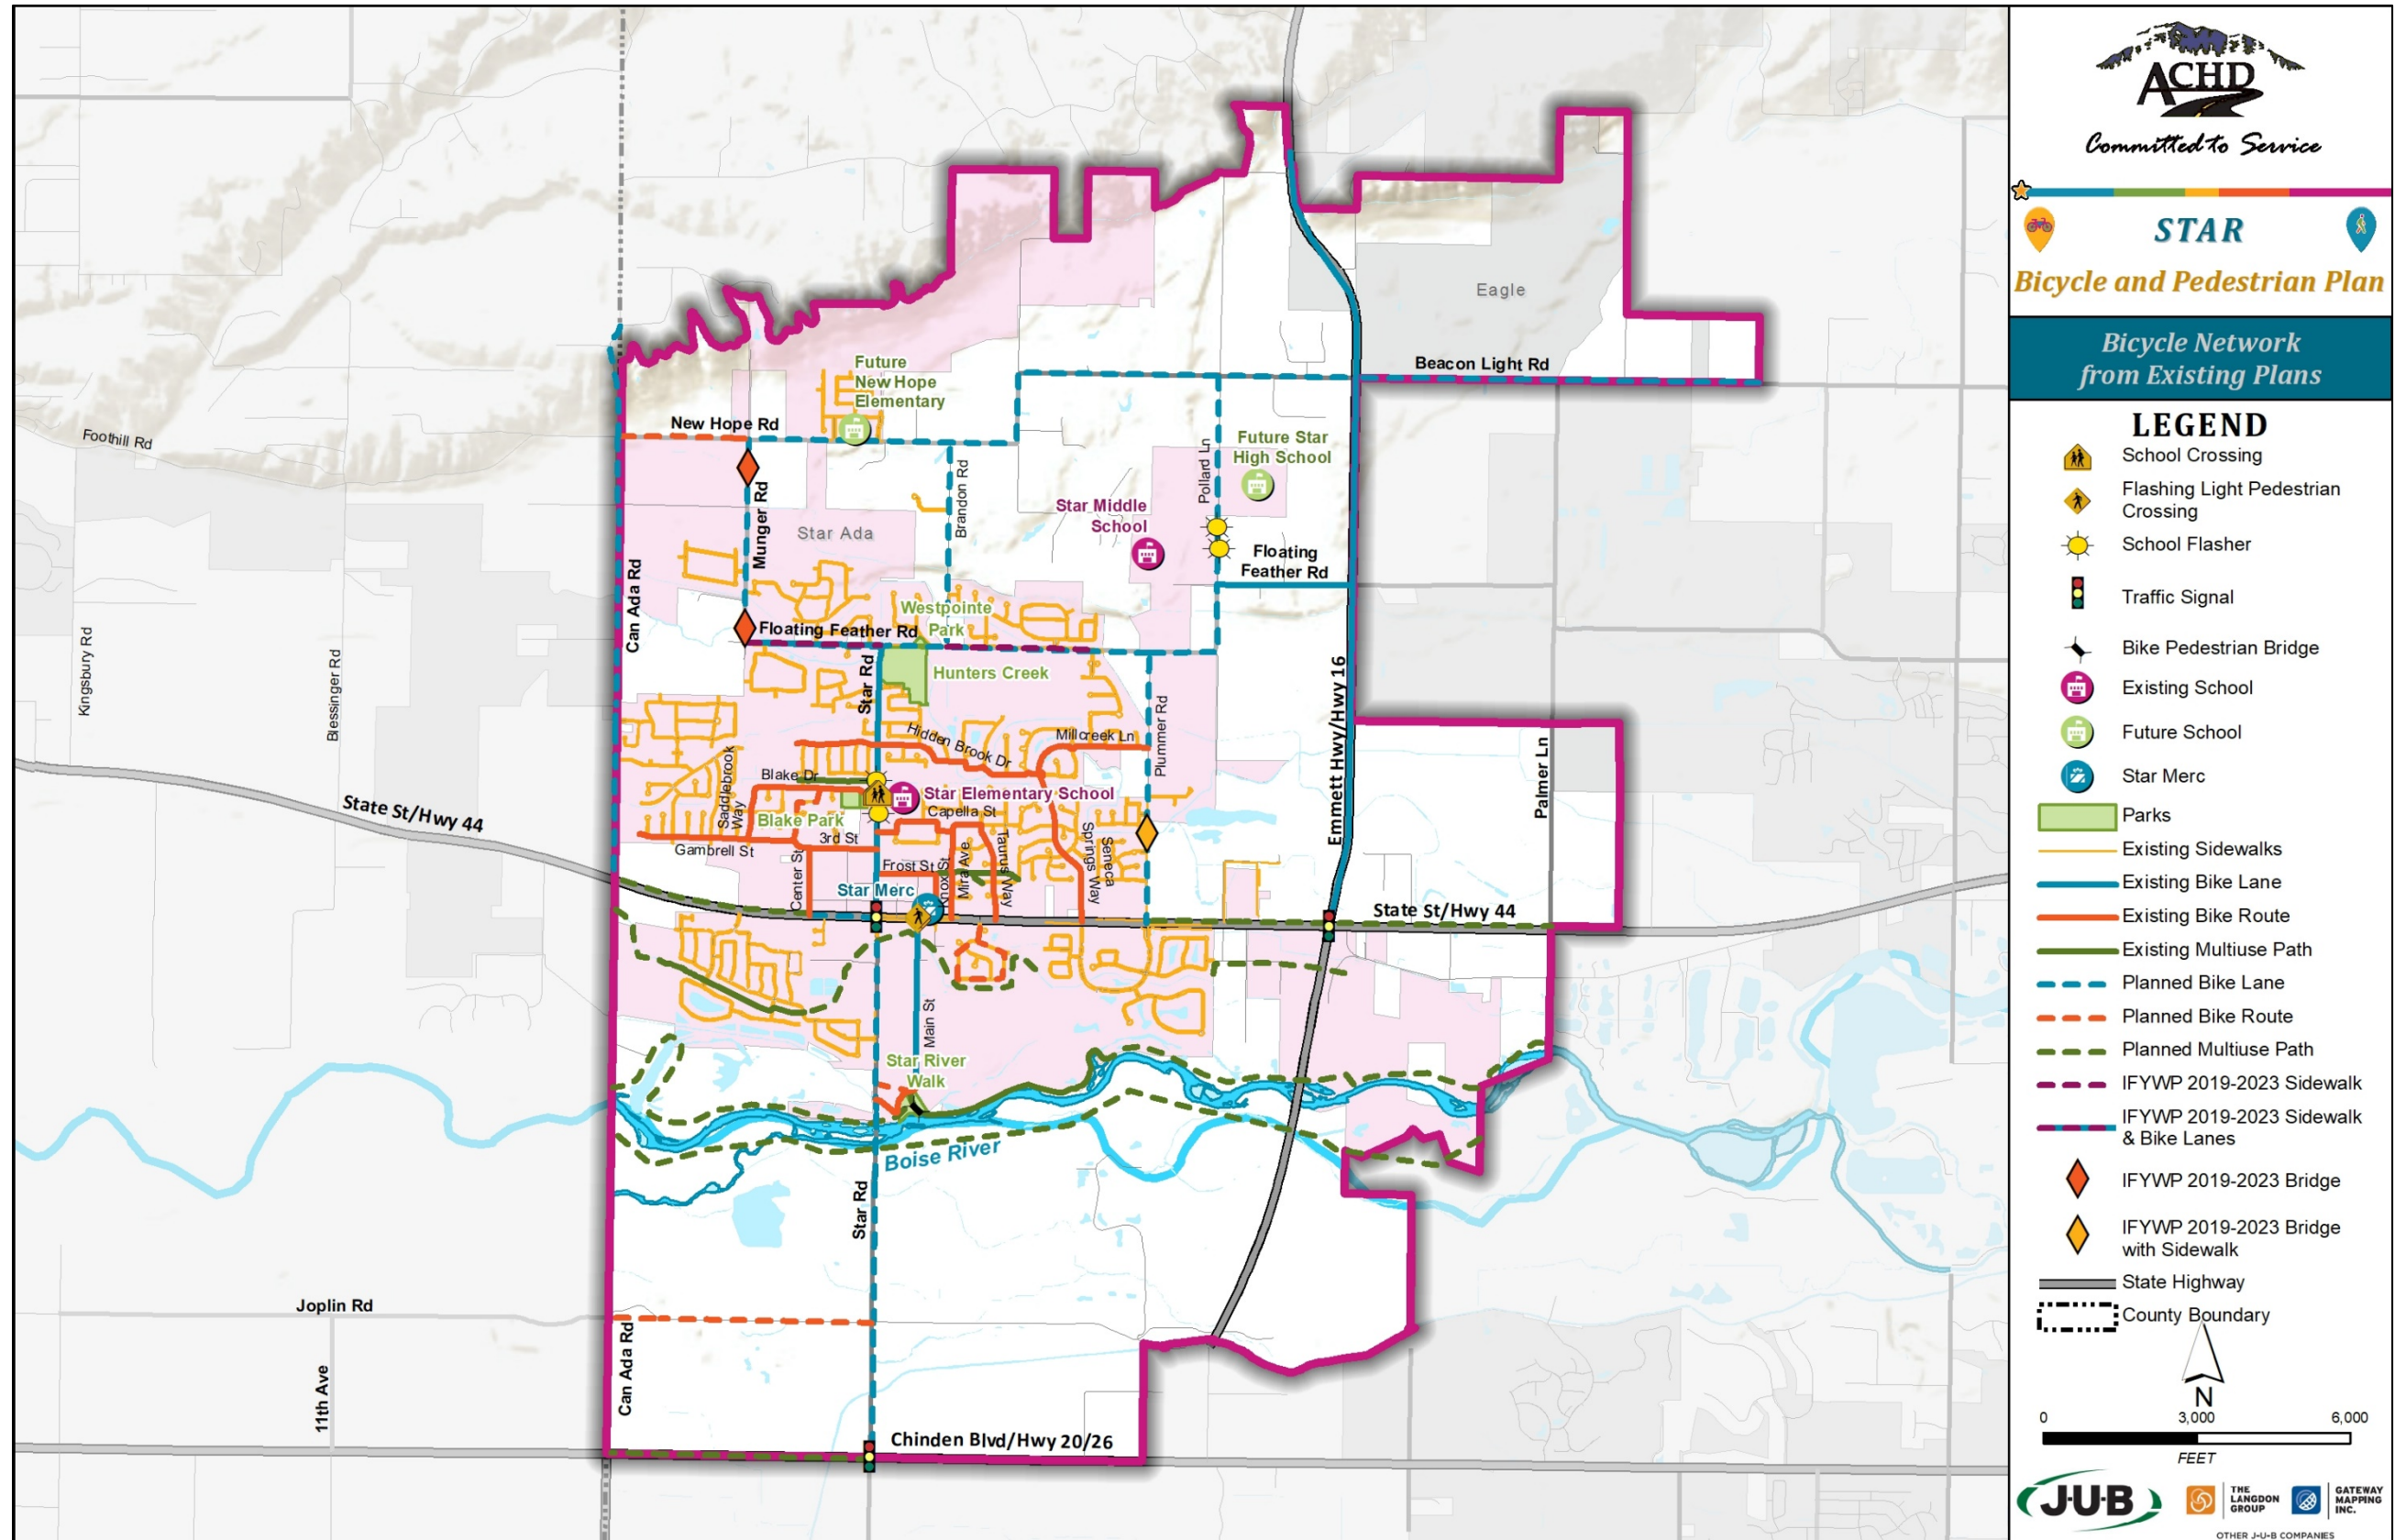 ACHD
Committed to Service
STAR
Bicycle and Pedestrian Plan
Bicycle Network
from Existing Plans
LEGEND
School Crossing
Flashing Light Pedestrian
Crossing
School Flasher
Traffic Signal
Bike Pedestrian Bridge
Existing School
Future School
Star Merc
Parks
Existing Sidewalks
Existing Bike Lane
Existing Bike Route
Existing Multiuse Path
Planned Bike Lane
Planned Bike Route
Planned Multiuse Path
IFYWP 2019-2023 Sidewalk
IFYWP 2019-2023 Sidewalk
& Bike Lanes
IFYWP 2019-2023 Bridge
IFYWP 2019-2023 Bridge
with Sidewalk
State Highway
County Boundary
N
0 3,000 6,000
FEET
J-U-B
THE
LANGDON
GROUP
GATEWAY
MAPPING
INC.
OTHER J-U-B COMPANIES
Eagle
Beacon Light Rd
Future
New Hope
Elementary
New Hope Rd
Foothill Rd
Future Star
High School
Pollard Ln
Brandon Rd
Munger Rd
Star Middle
School
Star Ada
Floating
Feather Rd
Can Ada Rd
Westpointe
Park
Floating Feather Rd
Kingsbury Rd
Blessinger Rd
Hunters Creek
Star Rd
Emmett Hwy/Hwy 16
Plummer Rd
Hidden Brook Dr
Millcreek Ln
Palmer Ln
Saddlebrook
Way
Blake Dr
Star Elementary School
Capella St
Blake Park
State St/Hwy 44
3rd St
Gambrell St
Center St
Frost St
Knox St
Mira Ave
Taurus Way
Seneca
Springs Way
Star Merc
State St/Hwy 44
Main St
Star River
Walk
Boise River
Star Rd
Joplin Rd
Can Ada Rd
11th Ave
Chinden Blvd/Hwy 20/26